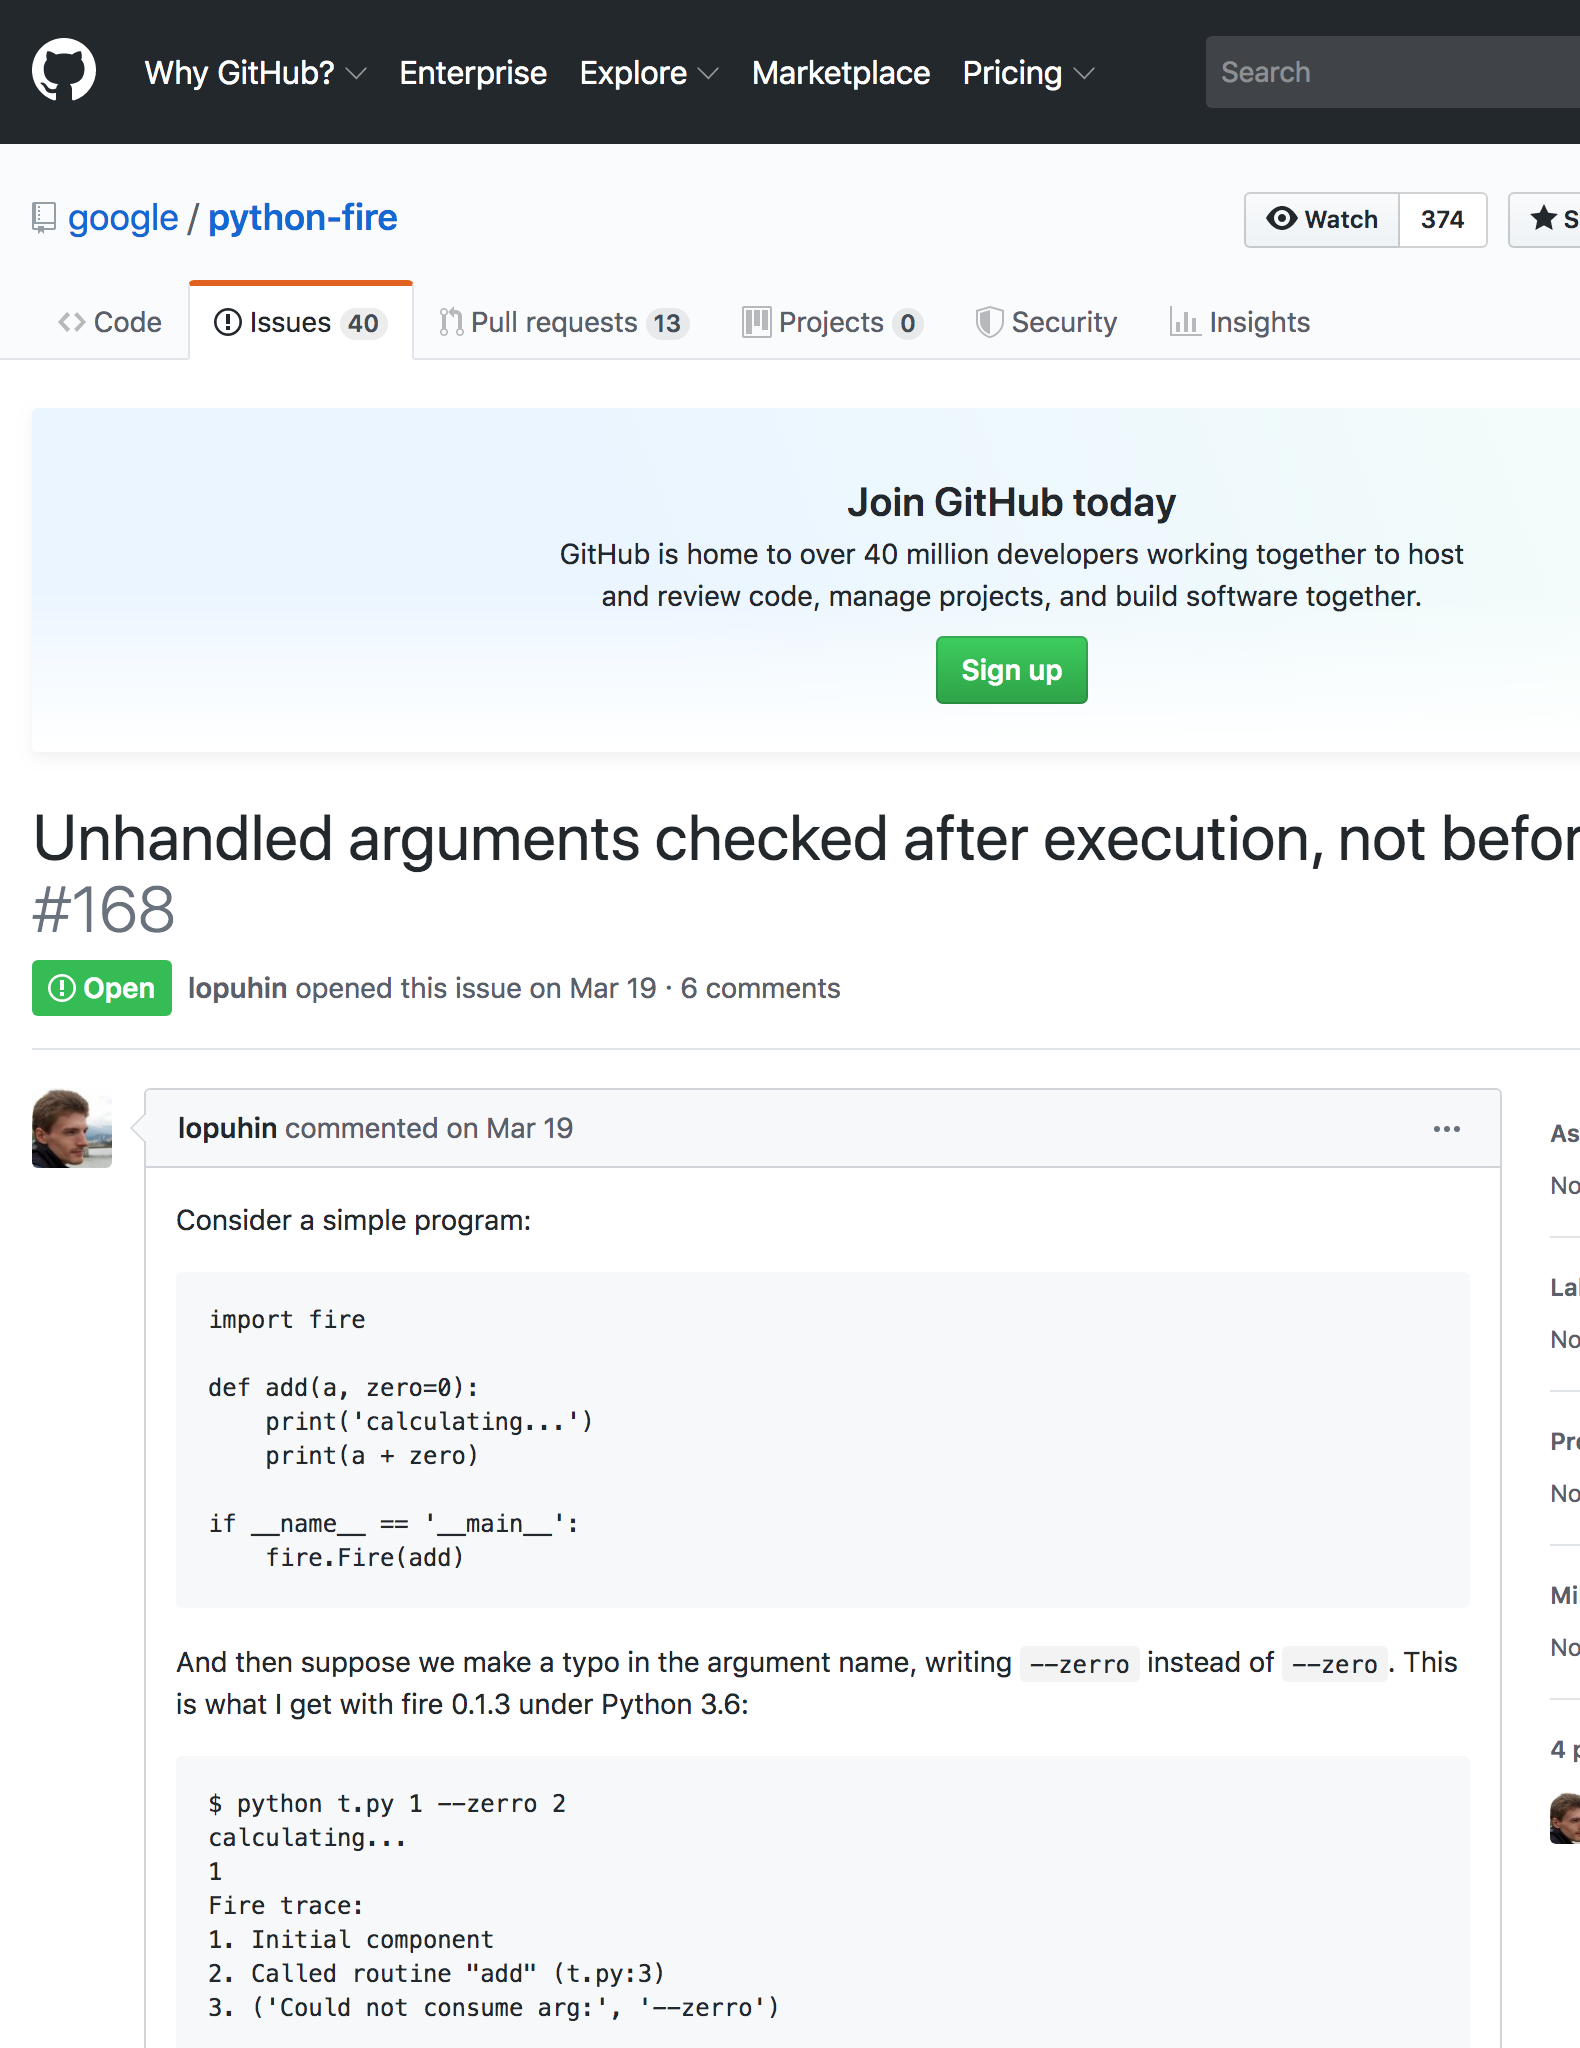 Why GitHub? Enterprise Explore Marketplace Pricing Search
google / python-fire Watch 374 S
Code Issues 40 Pull requests 13 Projects 0 Security Insights
Join GitHub today
GitHub is home to over 40 million developers working together to host
and review code, manage projects, and build software together.
Sign up
Unhandled arguments checked after execution, not befor
#168
Open lopuhin opened this issue on Mar 19 · 6 comments
lopuhin commented on Mar 19
Consider a simple program:
import fire
def add(a, zero=0):
    print('calculating...')
    print(a + zero)
if __name__ == '__main__':
    fire.Fire(add)
And then suppose we make a typo in the argument name, writing --zerro instead of --zero. This
is what I get with fire 0.1.3 under Python 3.6:
$ python t.py 1 --zerro 2
calculating...
1
Fire trace:
1. Initial component
2. Called routine "add" (t.py:3)
3. ('Could not consume arg:', '--zerro')
As
No
La
No
Pr
No
Mi
No
4 p